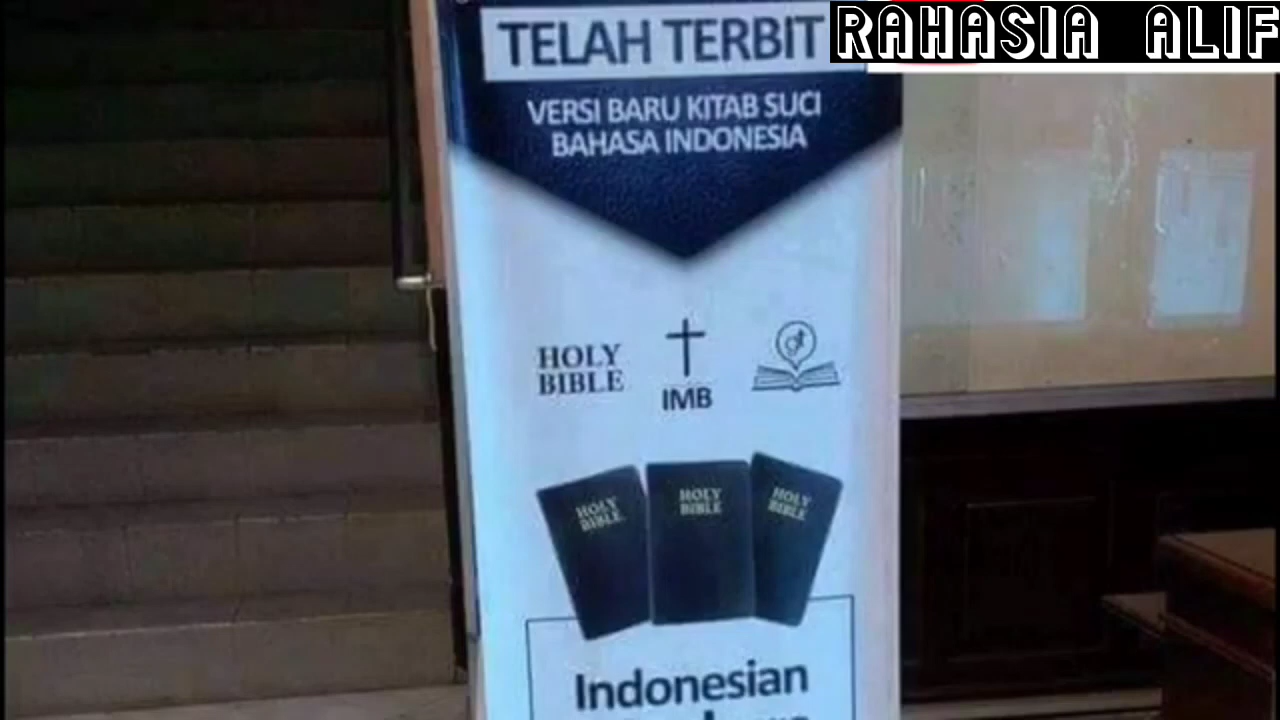 RAHASIA ALIF
TELAH TERBIT
VERSI BARU KITAB SUCI
BAHASA INDONESIA
HOLY
BIBLE
IMB
HOLY
BIBLE
HOLY
BIBLE
HOLY
BIBLE
Indonesian